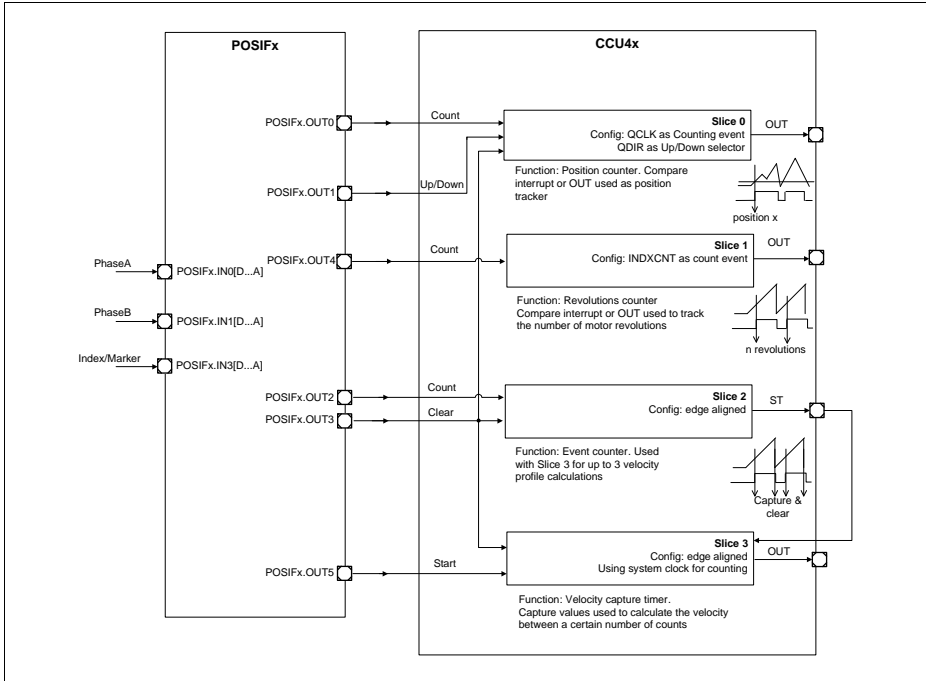 POSIFx
CCU4x
POSIFx.OUT0
Count
Slice 0
Config: QCLK as Counting event
QDIR as Up/Down selector
OUT
Function: Position counter. Compare
interrupt or OUT used as position
tracker
POSIFx.OUT1
Up/Down
position x
PhaseA
POSIFx.IN0[D...A]
POSIFx.OUT4
Count
Slice 1
Config: INDXCNT as count event
OUT
PhaseB
POSIFx.IN1[D...A]
Function: Revolutions counter
Compare interrupt or OUT used to track
the number of motor revolutions
n revolutions
Index/Marker
POSIFx.IN3[D...A]
POSIFx.OUT2
Count
POSIFx.OUT3
Clear
Slice 2
Config: edge aligned
ST
Function: Event counter. Used
with Slice 3 for up to 3 velocity
profile calculations
Capture &
clear
Slice 3
Config: edge aligned
Using system clock for counting
OUT
POSIFx.OUT5
Start
Function: Velocity capture timer.
Capture values used to calculate the velocity
between a certain number of counts